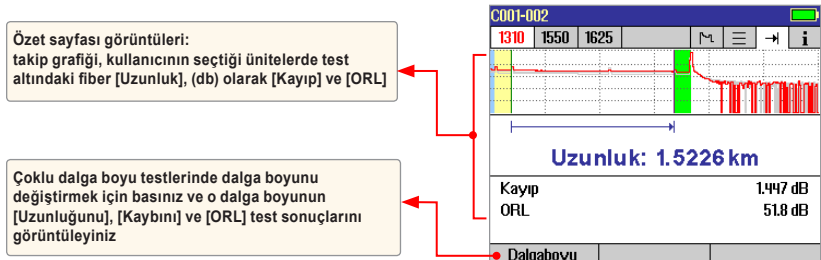 Özet sayfası görüntüleri:
takip grafiği, kullanıcının seçtiği ünitelerde test
altındaki fiber [Uzunluk], (db) olarak [Kayıp] ve [ORL]
Çoklu dalga boyu testlerinde dalga boyunu
değiştirmek için basınız ve o dalga boyunun
[Uzunluğunu], [Kaybını] ve [ORL] test sonuçlarını
görüntüleyiniz
C001-002
1310 1550 1625 i
Uzunluk: 1.5226 km
Kayıp 1.447 dB
ORL 51.8 dB
Dalgaboyu